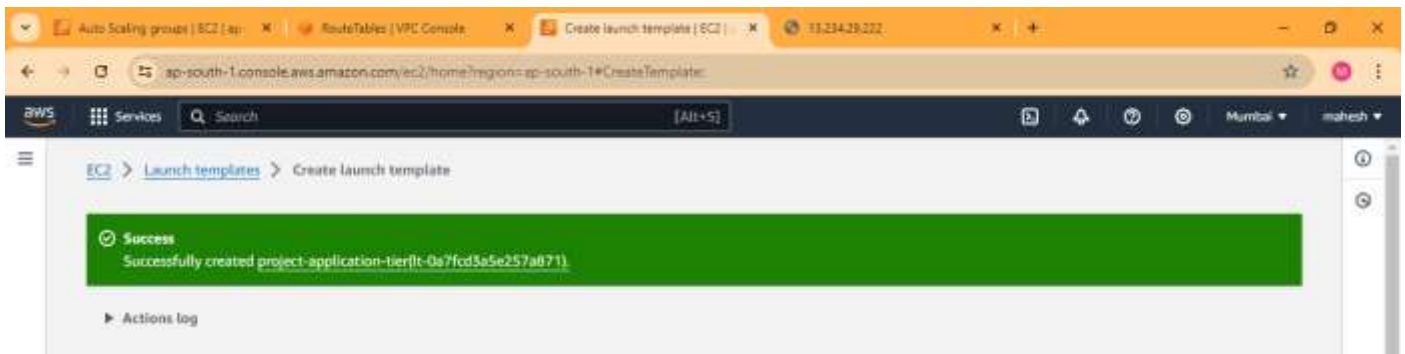 Auto Scaling groups | EC2 | ap-
RouteTables | VPC Console
Create launch template | EC2 |
13.234.29.222
ap-south-1.console.aws.amazon.com/ec2/home?region=ap-south-1#CreateTemplate:
aws
Services
Search
[Alt+S]
Mumbai
mahesh
EC2 > Launch templates > Create launch template
Success
Successfully created project-application-tier(lt-0a7fcd3a5e257a871).
Actions log